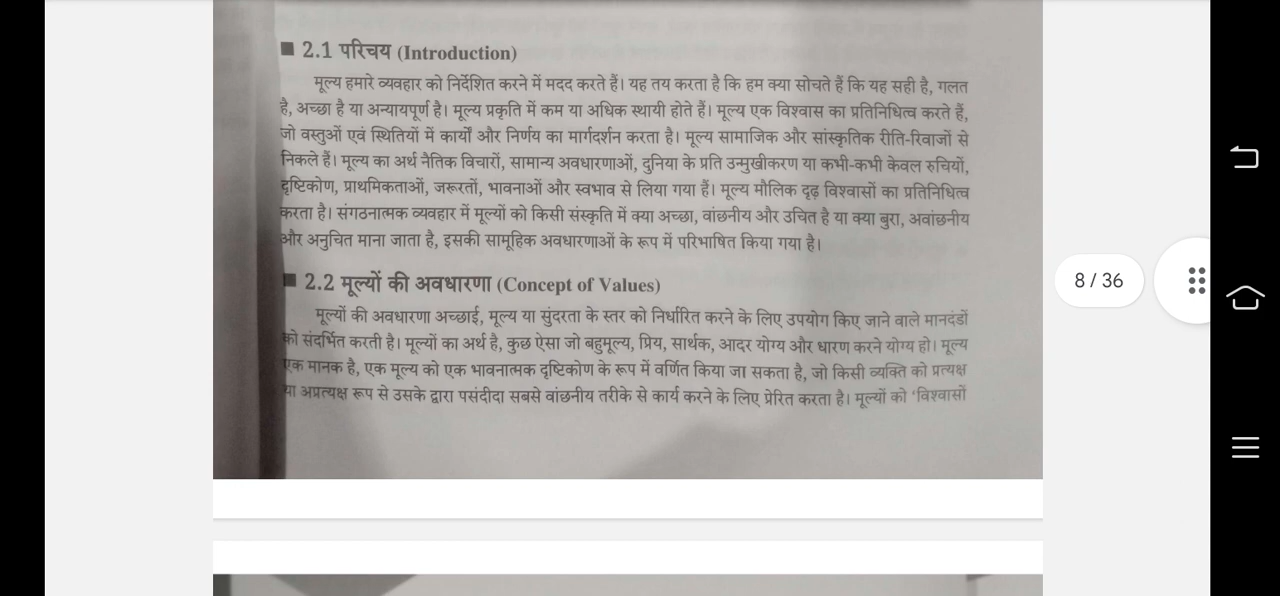 ■ 2.1 परिचय (Introduction)
मूल्य हमारे व्यवहार को निर्देशित करने में मदद करते हैं। यह तय करता है कि हम क्या सोचते हैं कि यह सही है, गलत
है, अच्छा है या अन्यायपूर्ण है। मूल्य प्रकृति में कम या अधिक स्थायी होते हैं। मूल्य एक विश्वास का प्रतिनिधित्व करते हैं,
जो वस्तुओं एवं स्थितियों में कार्यों और निर्णय का मार्गदर्शन करता है। मूल्य सामाजिक और सांस्कृतिक रीति-रिवाजों से
निकले हैं। मूल्य का अर्थ नैतिक विचारों, सामान्य अवधारणाओं, दुनिया के प्रति उन्मुखीकरण या कभी-कभी केवल रुचियों,
दृष्टिकोण, प्राथमिकताओं, जरूरतों, भावनाओं और स्वभाव से लिया गया हैं। मूल्य मौलिक दृढ़ विश्वासों का प्रतिनिधित्व
करता है। संगठनात्मक व्यवहार में मूल्यों को किसी संस्कृति में क्या अच्छा, वांछनीय और उचित है या क्या बुरा, अवांछनीय
और अनुचित माना जाता है, इसकी सामूहिक अवधारणाओं के रूप में परिभाषित किया गया है।
■ 2.2 मूल्यों की अवधारणा (Concept of Values)
मूल्यों की अवधारणा अच्छाई, मूल्य या सुंदरता के स्तर को निर्धारित करने के लिए उपयोग किए जाने वाले मानदंडों
को संदर्भित करती है। मूल्यों का अर्थ है, कुछ ऐसा जो बहुमूल्य, प्रिय, सार्थक, आदर योग्य और धारण करने योग्य हो। मूल्य
एक मानक है, एक मूल्य को एक भावनात्मक दृष्टिकोण के रूप में वर्णित किया जा सकता है, जो किसी व्यक्ति को प्रत्यक्ष
या अप्रत्यक्ष रूप से उसके द्वारा पसंदीदा सबसे वांछनीय तरीके से कार्य करने के लिए प्रेरित करता है। मूल्यों को ‘विश्वासों
8 / 36